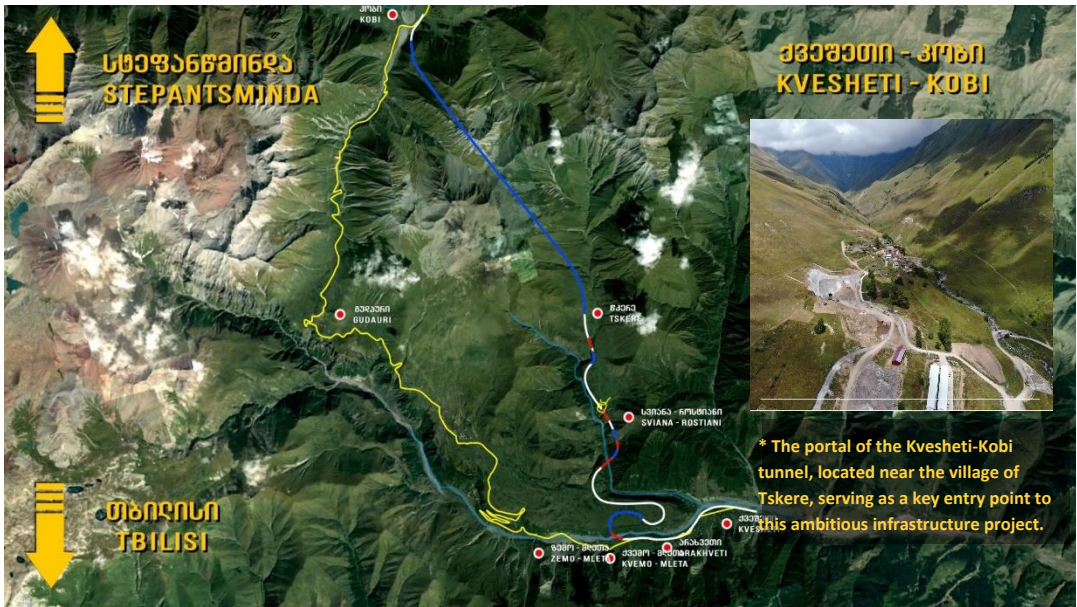 კობი
KOBI
სტეფანწმინდა
STEPANTSMINDA
ქვეშეთი - კობი
KVESHETI - KOBI
გუდაური
GUDAURI
წკერე
TSKERE
სვიანა - როსტიანი
SVIANA - ROSTIANI
* The portal of the Kvesheti-Kobi
tunnel, located near the village of
Tskere, serving as a key entry point to
this ambitious infrastructure project.
თბილისი
TBILISI
არახვეთი
ARAKHVETI
ზემო - მლეთა
ZEMO - MLETA
ქვემო - მლეთა
KVEMO - MLETA